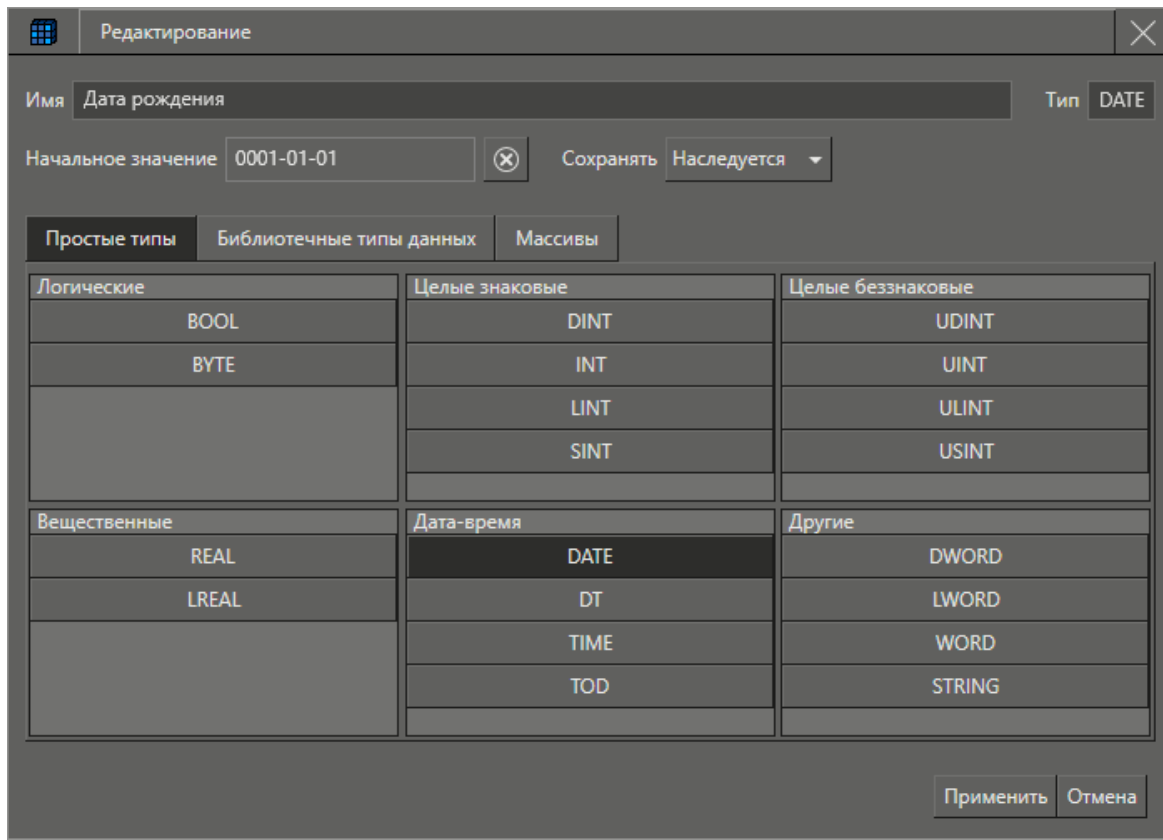 Редактирование
Имя Дата рождения Тип DATE
Начальное значение 0001-01-01 Сохранять Наследуется
Простые типы Библиотечные типы данных Массивы
Логические Целые знаковые Целые беззнаковые
BOOL DINT UDINT
BYTE INT UINT
LINT ULINT
SINT USINT
Вещественные Дата-время Другие
REAL DATE DWORD
LREAL DT LWORD
TIME WORD
TOD STRING
Применить Отмена